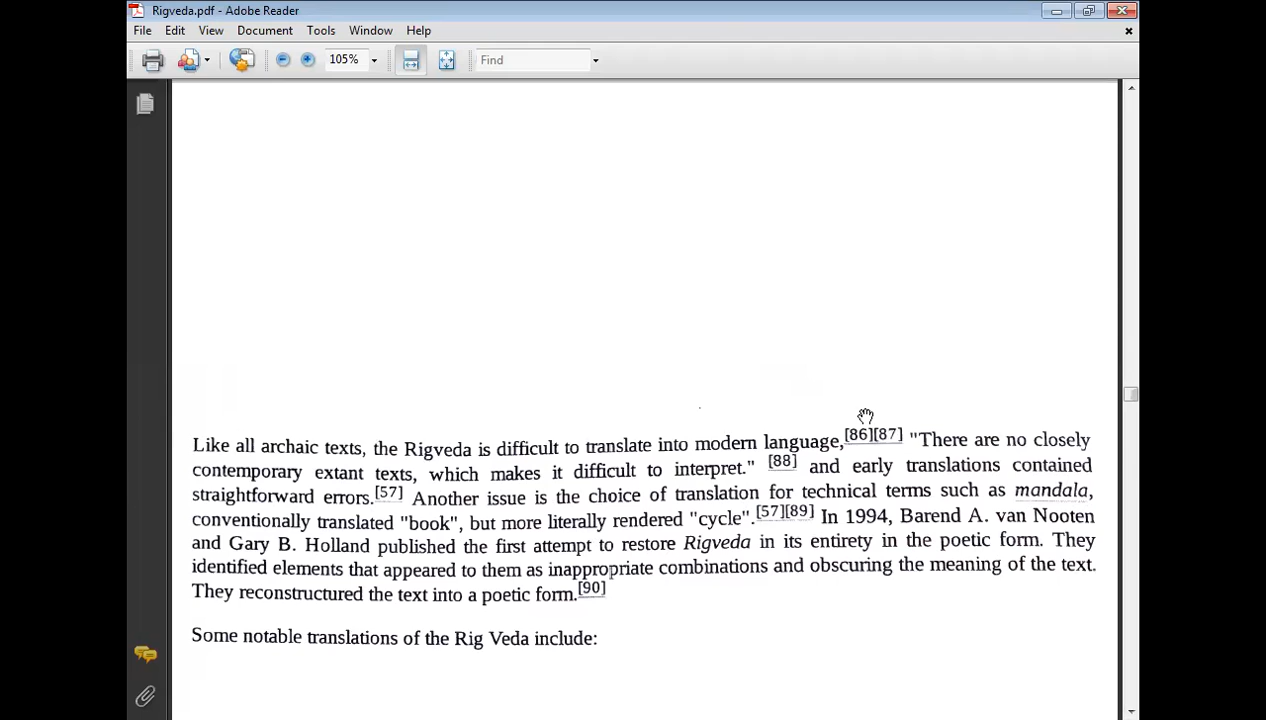 Rigveda.pdf - Adobe Reader
File Edit View Document Tools Window Help
105% Find
Like all archaic texts, the Rigveda is difficult to translate into modern language,[86][87] "There are no closely
contemporary extant texts, which makes it difficult to interpret." [88] and early translations contained
straightforward errors.[57] Another issue is the choice of translation for technical terms such as mandala,
conventionally translated "book", but more literally rendered "cycle".[57][89] In 1994, Barend A. van Nooten
and Gary B. Holland published the first attempt to restore Rigveda in its entirety in the poetic form. They
identified elements that appeared to them as inappropriate combinations and obscuring the meaning of the text.
They reconstructured the text into a poetic form.[90]
Some notable translations of the Rig Veda include: